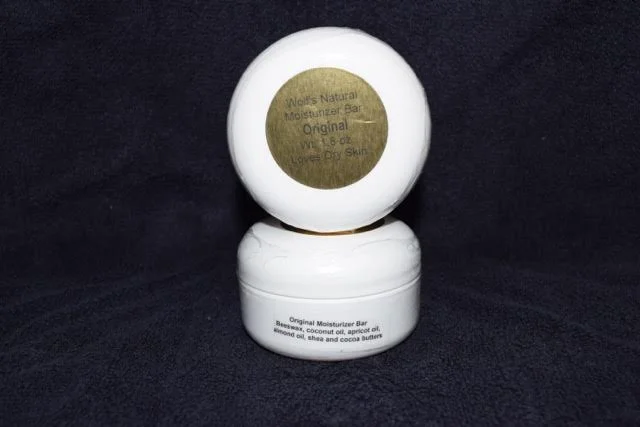 Wolf's Natural
Moisturizer Bar
Original
Wt. 1.6 oz.
Loves Dry Skin
Original Moisturizer Bar
Beeswax, coconut oil, apricot oil,
almond oil, shea and cocoa butters